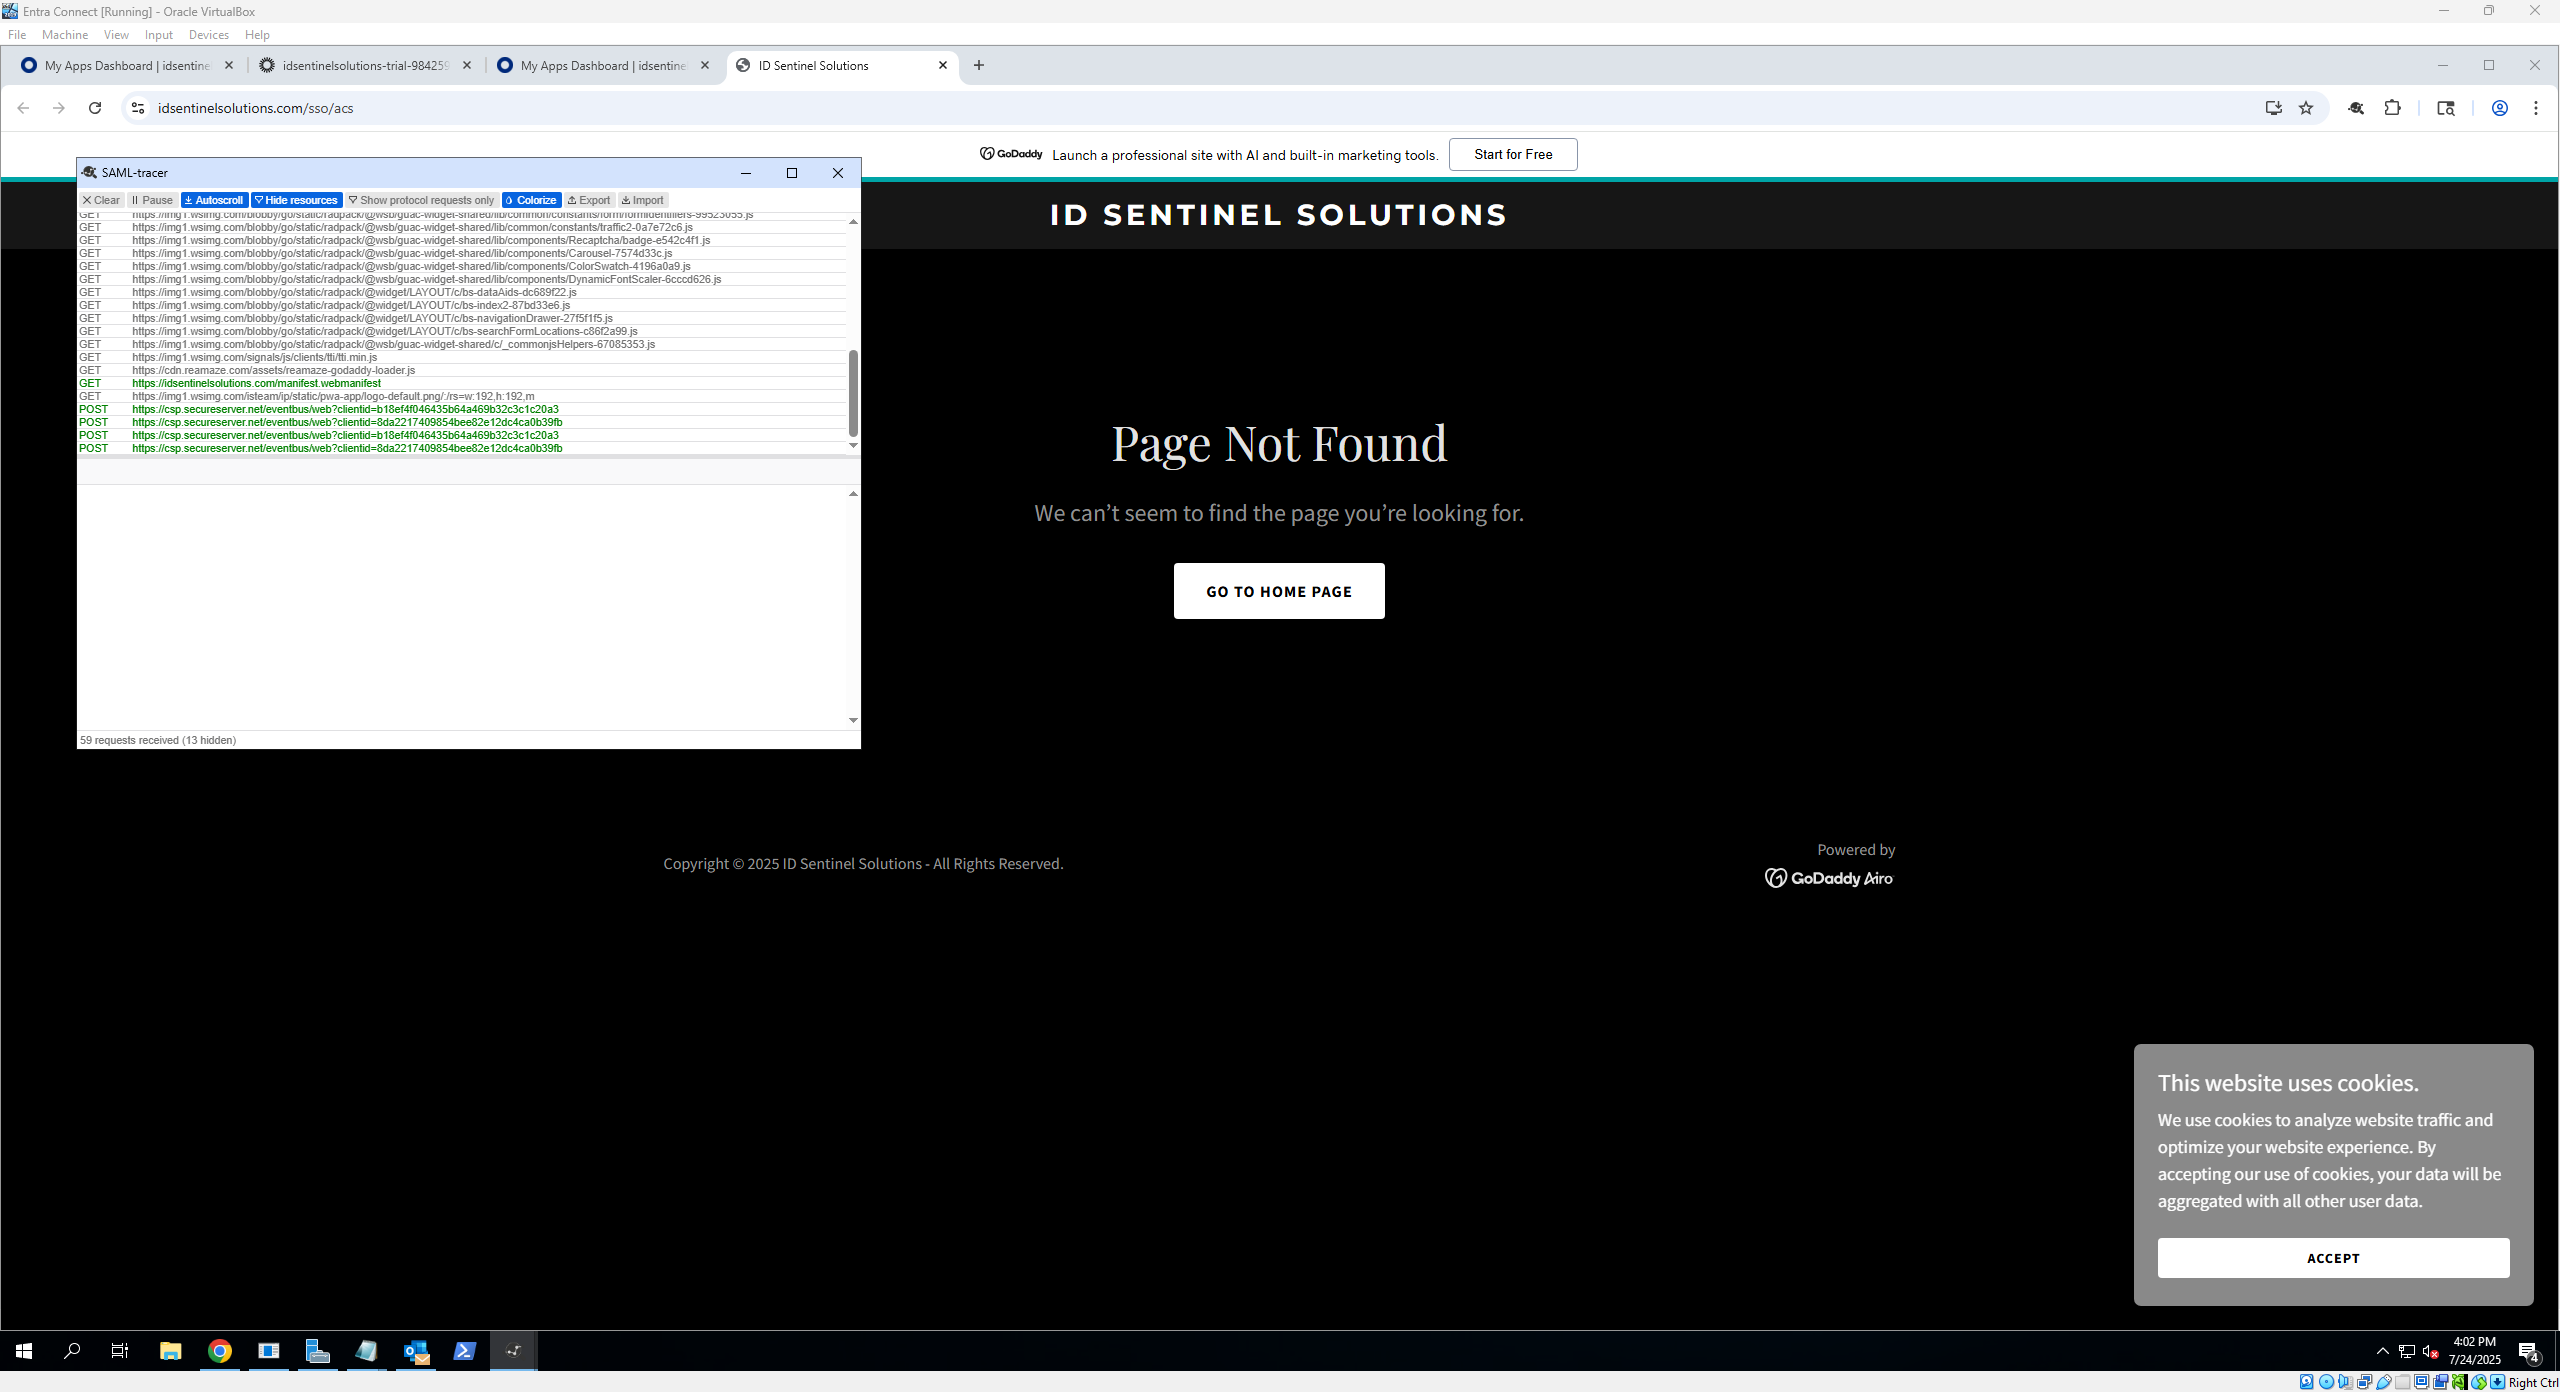 Entra Connect [Running] - Oracle VirtualBox
File Machine View Input Devices Help
My Apps Dashboard | idsentine
idsentinelsolutions-trial-984259
My Apps Dashboard | idsentine
ID Sentinel Solutions
idsentinelsolutions.com/sso/acs
GoDaddy Launch a professional site with AI and built-in marketing tools. Start for Free
SAML-tracer
Clear Pause Autoscroll Hide resources Show protocol requests only Colorize Export Import
GET https://img1.wsimg.com/blobby/go/static/radpack/@wsb/guac-widget-shared/lib/common/constants/form/formIdentifiers-99523055.js
GET https://img1.wsimg.com/blobby/go/static/radpack/@wsb/guac-widget-shared/lib/common/constants/traffic2-0a7e72c6.js
GET https://img1.wsimg.com/blobby/go/static/radpack/@wsb/guac-widget-shared/lib/components/Recaptcha/badge-e542c4f1.js
GET https://img1.wsimg.com/blobby/go/static/radpack/@wsb/guac-widget-shared/lib/components/Carousel-7574d33c.js
GET https://img1.wsimg.com/blobby/go/static/radpack/@wsb/guac-widget-shared/lib/components/ColorSwatch-4196a0a9.js
GET https://img1.wsimg.com/blobby/go/static/radpack/@wsb/guac-widget-shared/lib/components/DynamicFontScaler-6cccd626.js
GET https://img1.wsimg.com/blobby/go/static/radpack/@widget/LAYOUT/c/bs-dataAids-dc689f22.js
GET https://img1.wsimg.com/blobby/go/static/radpack/@widget/LAYOUT/c/bs-index2-87bd33e6.js
GET https://img1.wsimg.com/blobby/go/static/radpack/@widget/LAYOUT/c/bs-navigationDrawer-27f5f1f5.js
GET https://img1.wsimg.com/blobby/go/static/radpack/@widget/LAYOUT/c/bs-searchFormLocations-c86f2a99.js
GET https://img1.wsimg.com/blobby/go/static/radpack/@wsb/guac-widget-shared/c/_commonjsHelpers-67085353.js
GET https://img1.wsimg.com/signals/js/clients/tti/tti.min.js
GET https://cdn.reamaze.com/assets/reamaze-godaddy-loader.js
GET https://idsentinelsolutions.com/manifest.webmanifest
GET https://img1.wsimg.com/isteam/ip/static/pwa-app/logo-default.png/:/rs=w:192,h:192,m
POST https://csp.secureserver.net/eventbus/web?clientid=b18ef4f046435b64a469b32c3c1c20a3
POST https://csp.secureserver.net/eventbus/web?clientid=8da2217409854bee82e12dc4ca0b39fb
POST https://csp.secureserver.net/eventbus/web?clientid=b18ef4f046435b64a469b32c3c1c20a3
POST https://csp.secureserver.net/eventbus/web?clientid=8da2217409854bee82e12dc4ca0b39fb
59 requests received (13 hidden)
ID SENTINEL SOLUTIONS
Page Not Found
We can’t seem to find the page you’re looking for.
GO TO HOME PAGE
Copyright © 2025 ID Sentinel Solutions - All Rights Reserved.
Powered by
GoDaddy Airo
This website uses cookies.
We use cookies to analyze website traffic and
optimize your website experience. By
accepting our use of cookies, your data will be
aggregated with all other user data.
ACCEPT
4:02 PM
7/24/2025
4
Right Ctrl